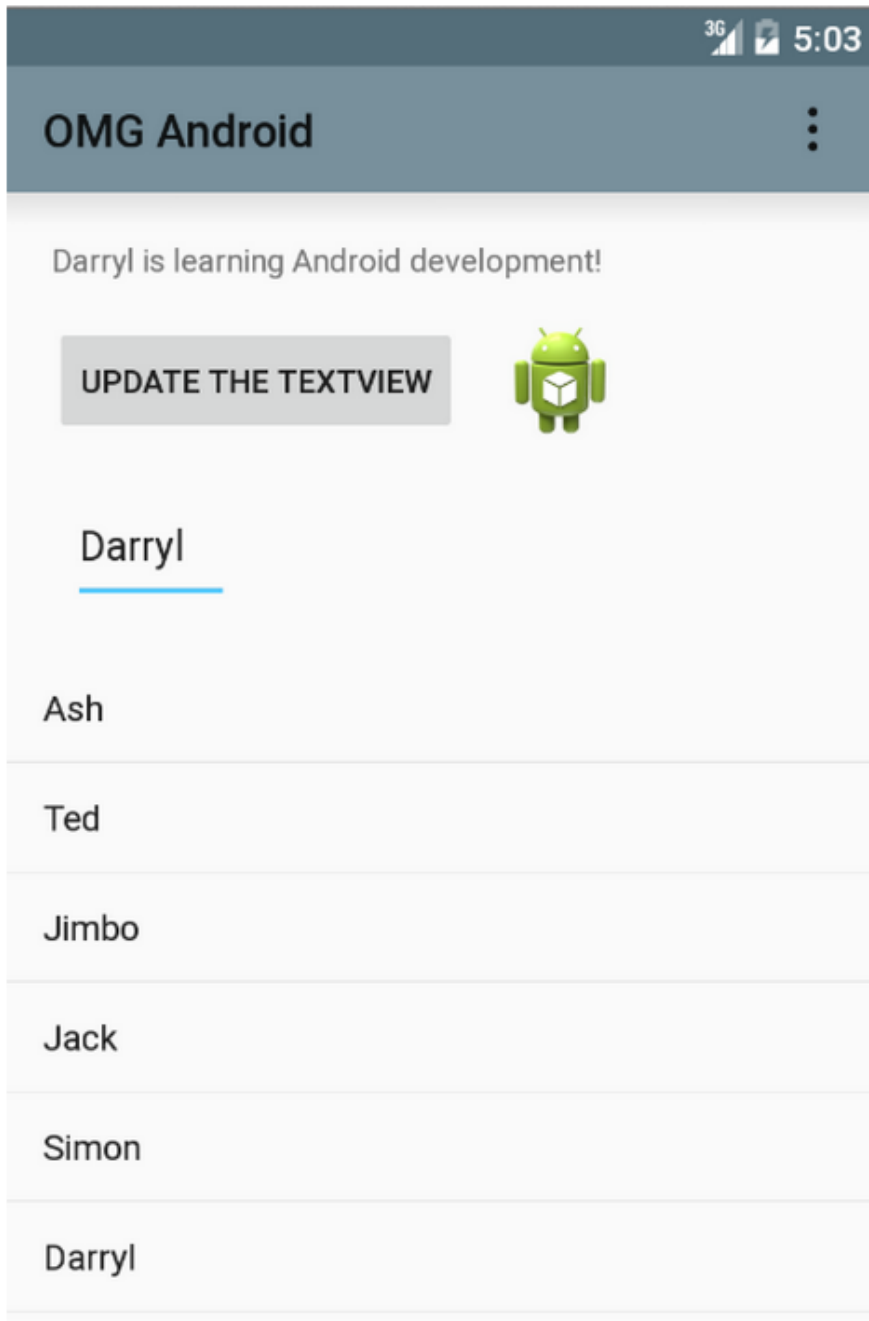 3G 5:03
OMG Android
Darryl is learning Android development!
UPDATE THE TEXTVIEW
Darryl
Ash
Ted
Jimbo
Jack
Simon
Darryl